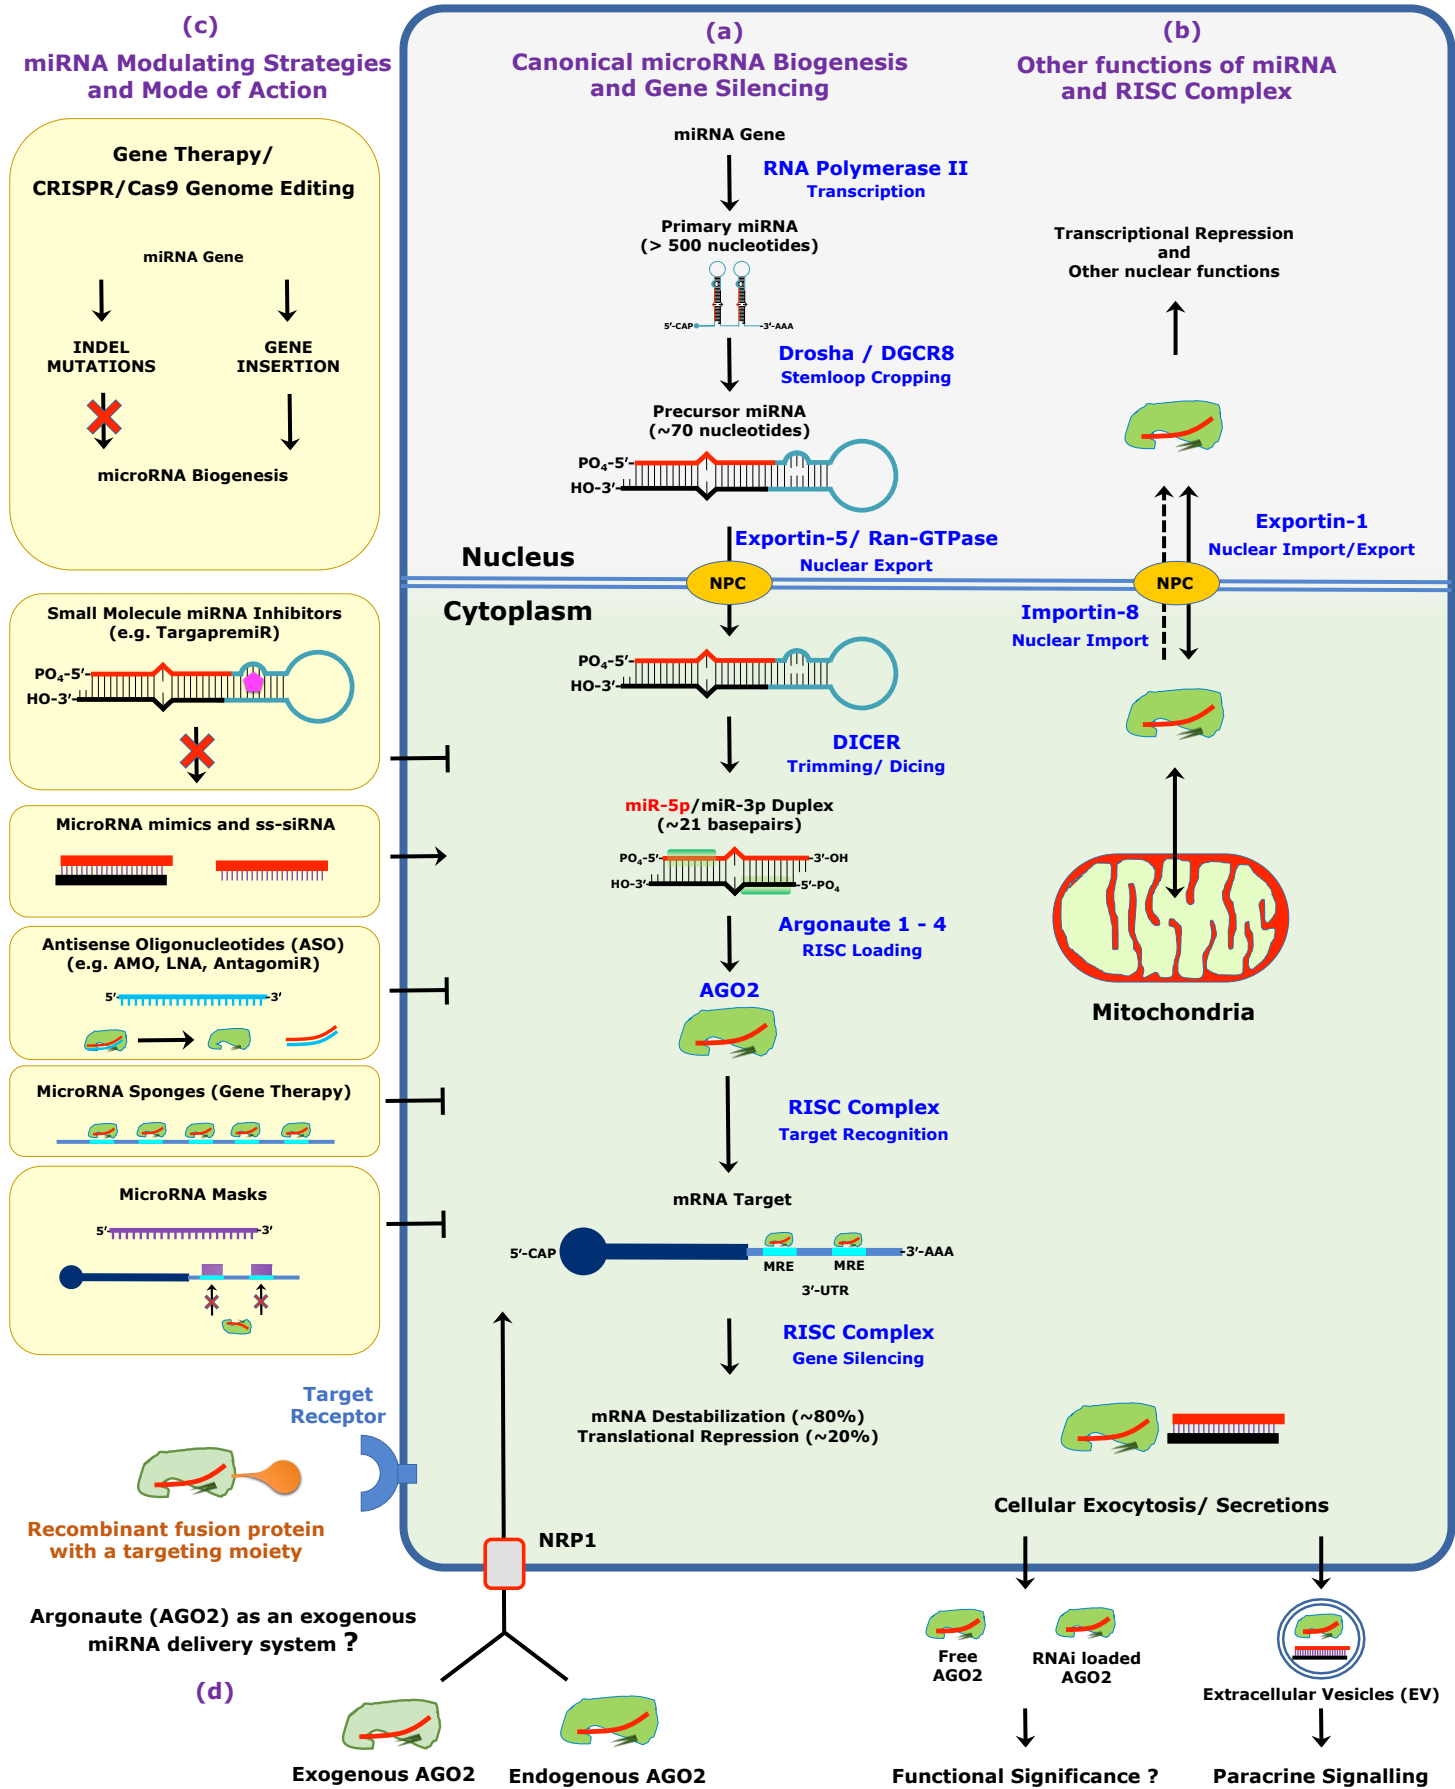 (c)
miRNA Modulating Strategies
and Mode of Action
Gene Therapy/
CRISPR/Cas9 Genome Editing
miRNA Gene
INDEL
MUTATIONS
GENE
INSERTION
microRNA Biogenesis
Small Molecule miRNA Inhibitors
(e.g. TargapremiR)
PO₄-5′-
HO-3′-
MicroRNA mimics and ss-siRNA
Antisense Oligonucleotides (ASO)
(e.g. AMO, LNA, AntagomiR)
5′- -3′
MicroRNA Sponges (Gene Therapy)
MicroRNA Masks
5′- -3′
(a)
Canonical microRNA Biogenesis
and Gene Silencing
miRNA Gene
RNA Polymerase II
Transcription
Primary miRNA
(> 500 nucleotides)
5′-CAP -3′-AAA
Drosha / DGCR8
Stemloop Cropping
Precursor miRNA
(~70 nucleotides)
PO₄-5′-
HO-3′-
Exportin-5/ Ran-GTPase
Nuclear Export
Nucleus
NPC
Cytoplasm
PO₄-5′-
HO-3′-
DICER
Trimming/ Dicing
miR-5p/miR-3p Duplex
(~21 basepairs)
PO₄-5′- -3′-OH
HO-3′- -5′-PO₄
Argonaute 1 - 4
RISC Loading
AGO2
RISC Complex
Target Recognition
mRNA Target
5′-CAP -3′-AAA
MRE MRE
3′-UTR
RISC Complex
Gene Silencing
mRNA Destabilization (~80%)
Translational Repression (~20%)
(b)
Other functions of miRNA
and RISC Complex
Transcriptional Repression
and
Other nuclear functions
Exportin-1
Nuclear Import/Export
NPC
Importin-8
Nuclear Import
Mitochondria
Cellular Exocytosis/ Secretions
Free
AGO2
RNAi loaded
AGO2
Extracellular Vesicles (EV)
Functional Significance ?
Paracrine Signalling
Target
Receptor
Recombinant fusion protein
with a targeting moiety
NRP1
Argonaute (AGO2) as an exogenous
miRNA delivery system ?
(d)
Exogenous AGO2
Endogenous AGO2